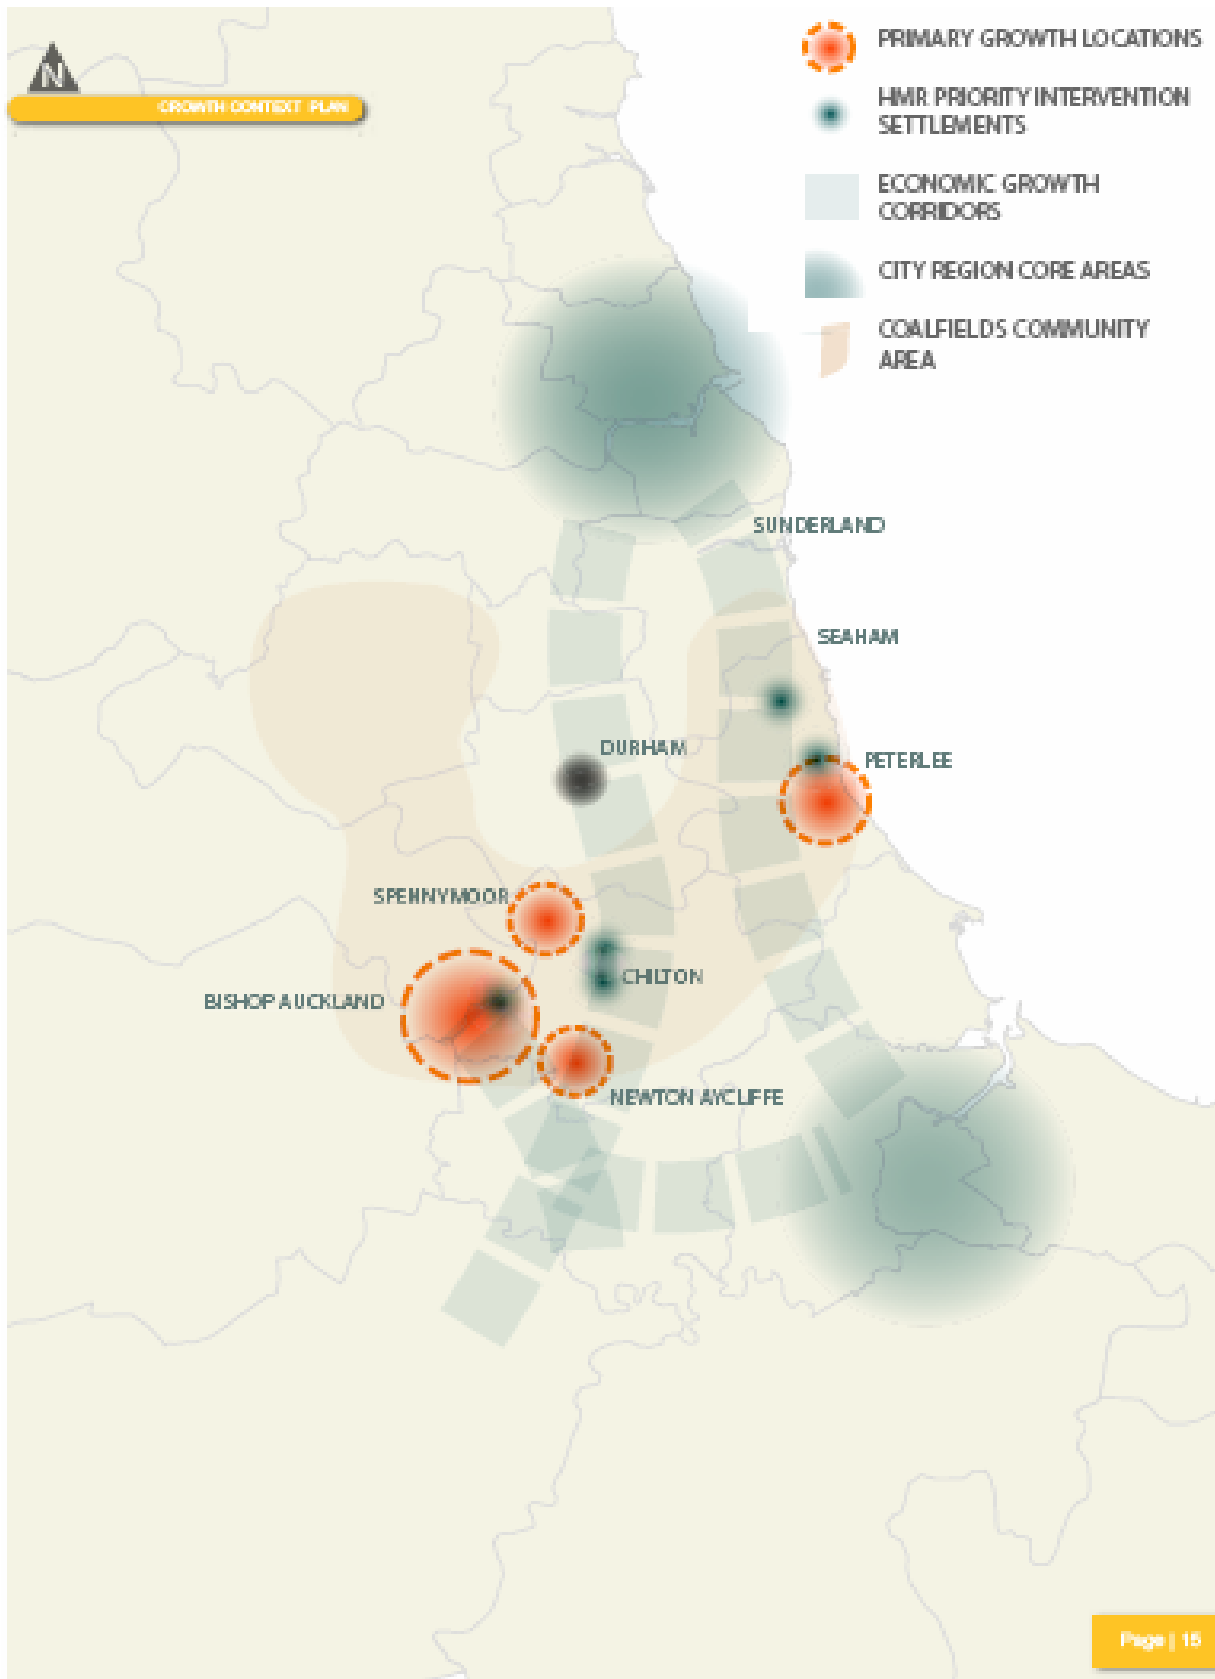 N
GROWTH CONTEXT PLAN
PRIMARY GROWTH LOCATIONS
HMR PRIORITY INTERVENTION
SETTLEMENTS
ECONOMIC GROWTH
CORRIDORS
CITY REGION CORE AREAS
COALFIELDS COMMUNITY
AREA
SUNDERLAND
SEAHAM
DURHAM
PETERLEE
SPENNYMOOR
CHILTON
BISHOP AUCKLAND
NEWTON AYCLIFFE
Page | 15